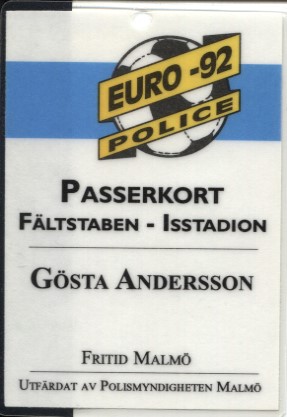 EURO -92
POLICE
PASSERKORT
FÄLTSTABEN - ISSTADION
GÖSTA ANDERSSON
FRITID MALMÖ
UTFÄRDAT AV POLISMYNDIGHETEN MALMÖ